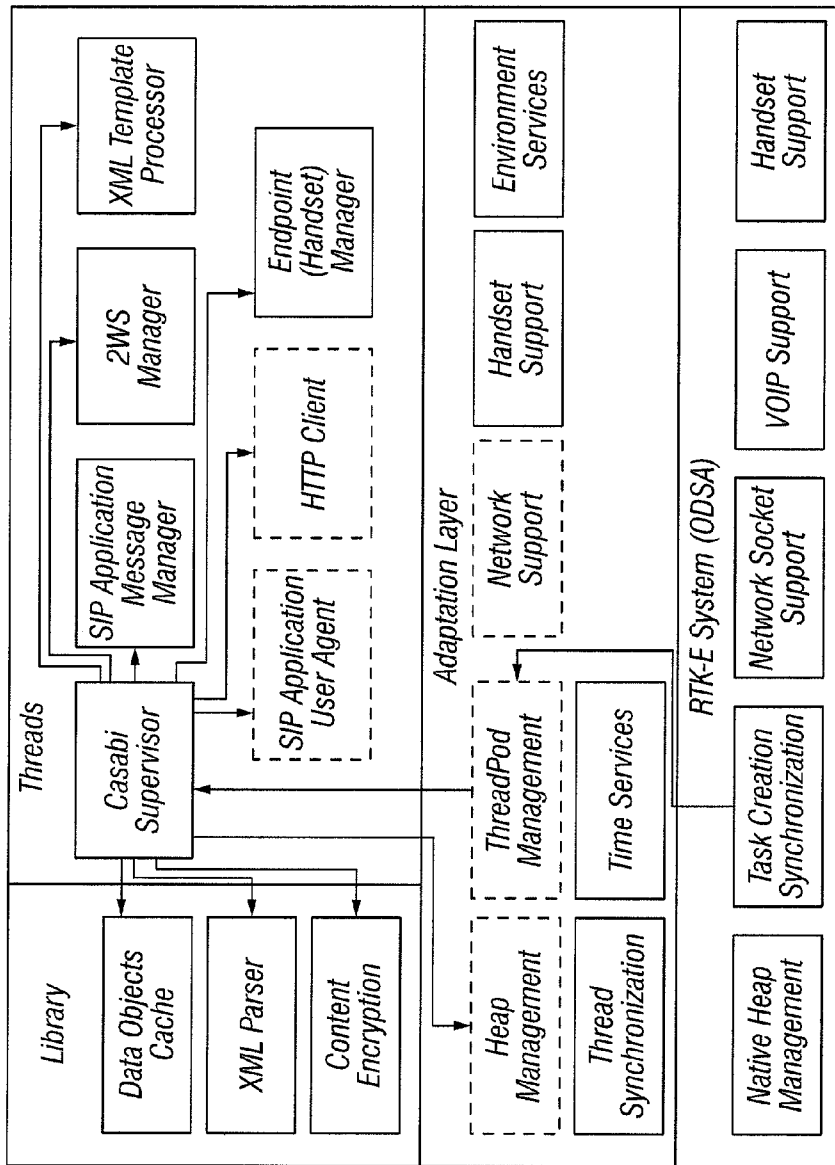 Library
Data Objects
Cache
XML Parser
Content
Encryption
Threads
Casabi
Supervisor
SIP Application
Message
Manager
2WS
Manager
XML Template
Processor
SIP Application
User Agent
HTTP Client
Endpoint
(Handset)
Manager
Adaptation Layer
Heap
Management
ThreadPod
Management
Network
Support
Handset
Support
Environment
Services
Thread
Synchronization
Time Services
RTK-E System (ODSA)
Native Heap
Management
Task Creation
Synchronization
Network Socket
Support
VOIP Support
Handset
Support